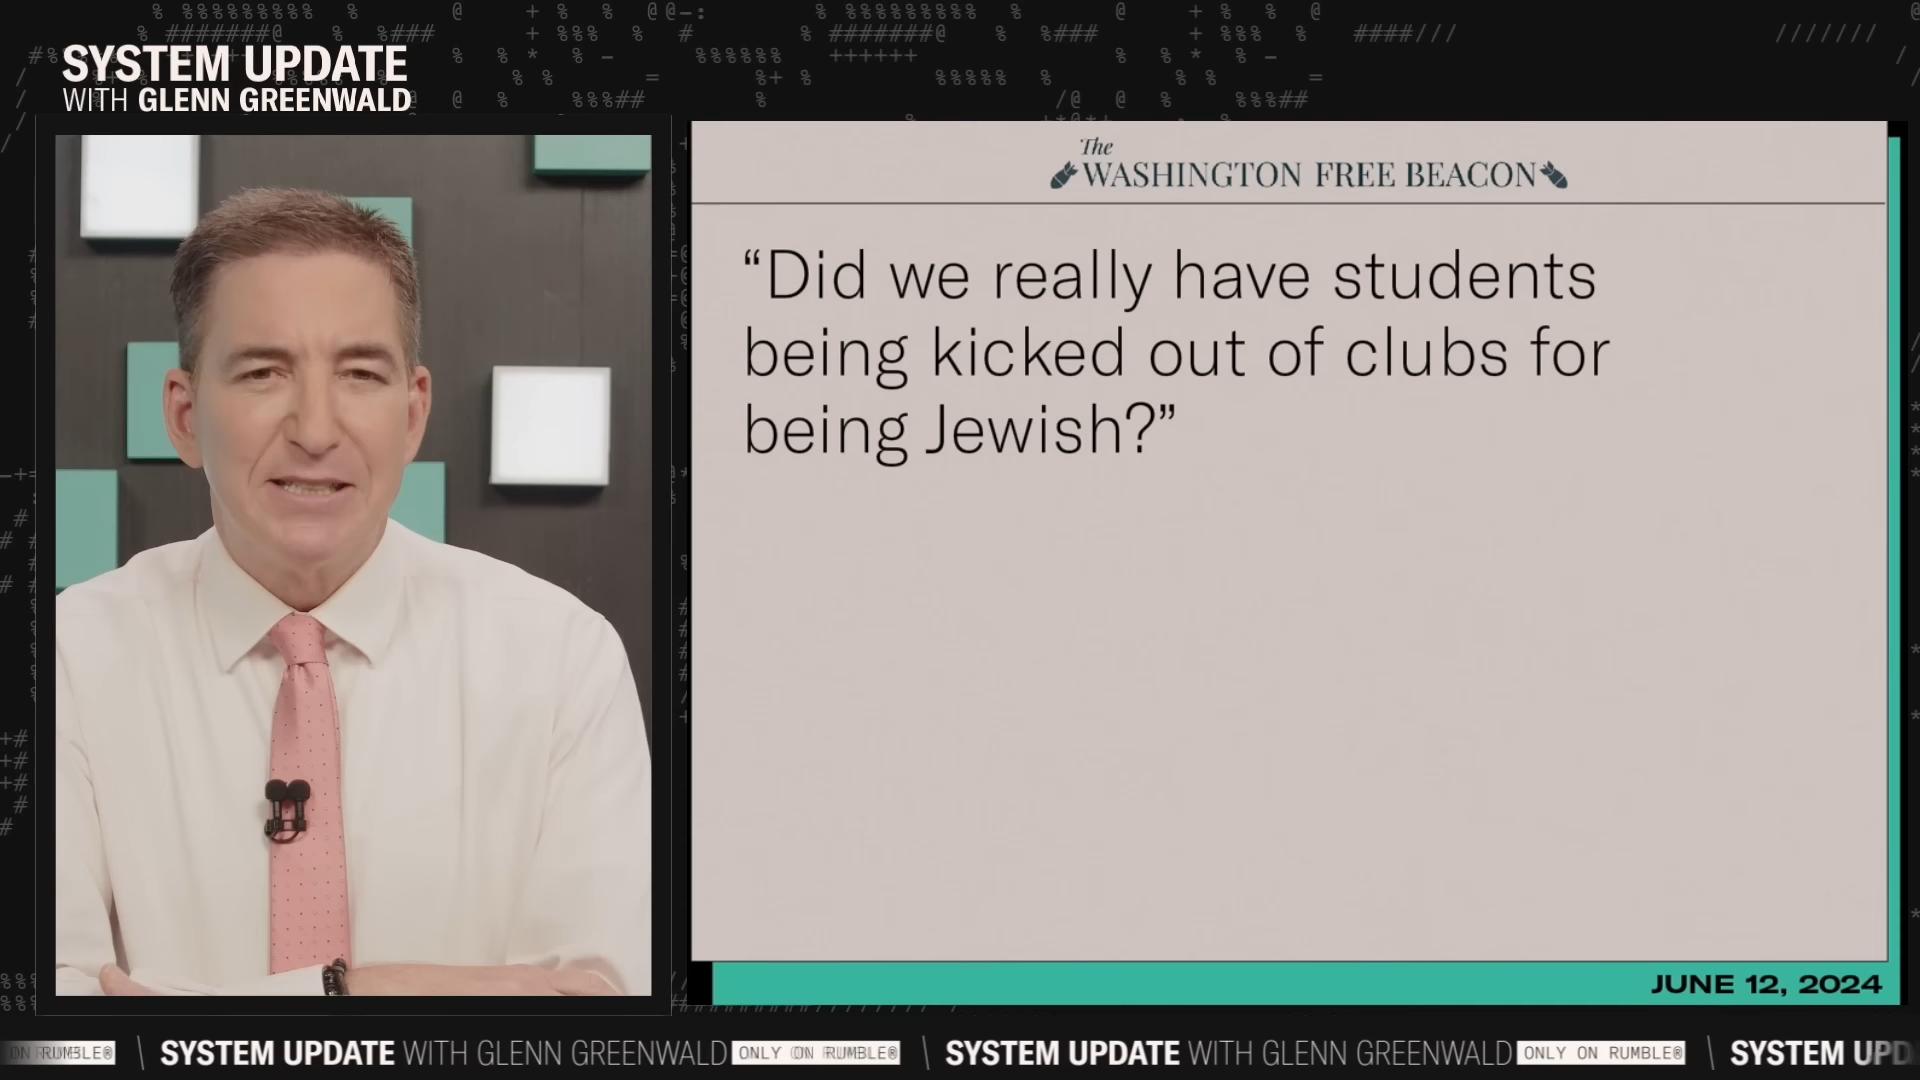 SYSTEM UPDATE
WITH GLENN GREENWALD
The
WASHINGTON FREE BEACON
“Did we really have students
being kicked out of clubs for
being Jewish?”
JUNE 12, 2024
ON RUMBLE® \ SYSTEM UPDATE WITH GLENN GREENWALD ONLY ON RUMBLE® \ SYSTEM UPDATE WITH GLENN GREENWALD ONLY ON RUMBLE® \ SYSTEM UPD